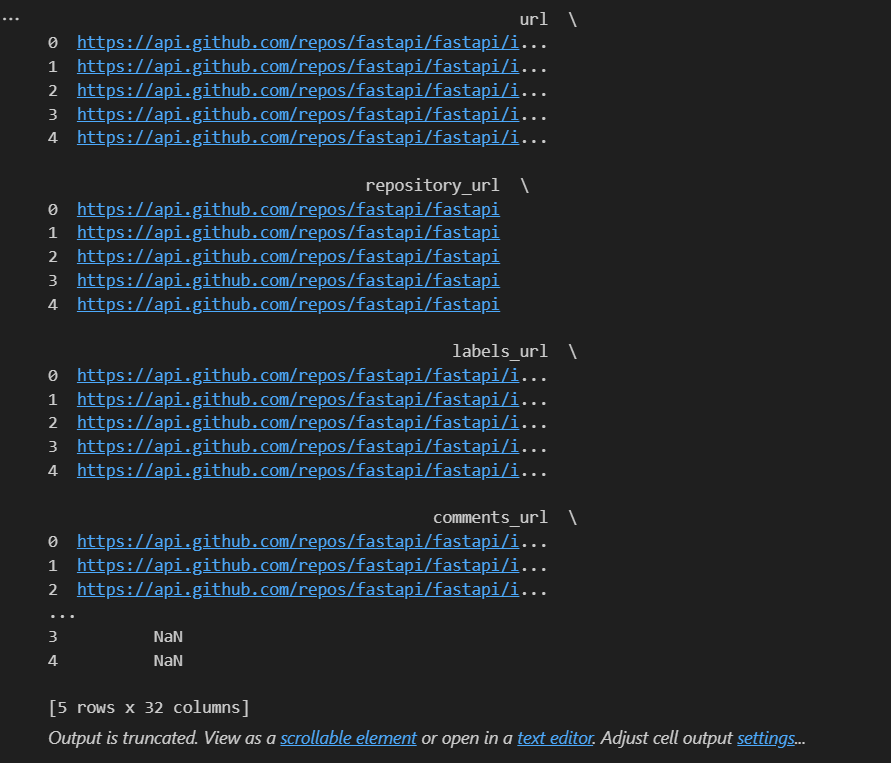 ...
url \
0 https://api.github.com/repos/fastapi/fastapi/i...
1 https://api.github.com/repos/fastapi/fastapi/i...
2 https://api.github.com/repos/fastapi/fastapi/i...
3 https://api.github.com/repos/fastapi/fastapi/i...
4 https://api.github.com/repos/fastapi/fastapi/i...
repository_url \
0 https://api.github.com/repos/fastapi/fastapi
1 https://api.github.com/repos/fastapi/fastapi
2 https://api.github.com/repos/fastapi/fastapi
3 https://api.github.com/repos/fastapi/fastapi
4 https://api.github.com/repos/fastapi/fastapi
labels_url \
0 https://api.github.com/repos/fastapi/fastapi/i...
1 https://api.github.com/repos/fastapi/fastapi/i...
2 https://api.github.com/repos/fastapi/fastapi/i...
3 https://api.github.com/repos/fastapi/fastapi/i...
4 https://api.github.com/repos/fastapi/fastapi/i...
comments_url \
0 https://api.github.com/repos/fastapi/fastapi/i...
1 https://api.github.com/repos/fastapi/fastapi/i...
2 https://api.github.com/repos/fastapi/fastapi/i...
...
3 NaN
4 NaN
[5 rows x 32 columns]
Output is truncated. View as a scrollable element or open in a text editor. Adjust cell output settings...